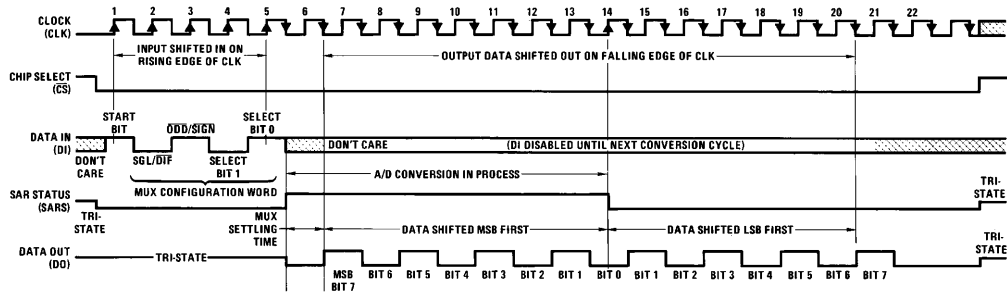 1 2 3 4 5 6 7 8 9 10 11 12 13 14 15 16 17 18 19 20 21 22
CLOCK
(CLK)
INPUT SHIFTED IN ON
RISING EDGE OF CLK
OUTPUT DATA SHIFTED OUT ON FALLING EDGE OF CLK
CHIP SELECT
(CS)
START
BIT
ODD/SIGN
SELECT
BIT 0
DATA IN
(DI)
DON'T
CARE
SGL/DIF
SELECT
BIT 1
DON'T CARE
(DI DISABLED UNTIL NEXT CONVERSION CYCLE)
MUX CONFIGURATION WORD
A/D CONVERSION IN PROCESS
SAR STATUS
(SARS)
TRI-
STATE
TRI-
STATE
MUX
SETTLING
TIME
DATA SHIFTED MSB FIRST
DATA SHIFTED LSB FIRST
DATA OUT
(DO)
TRI-STATE
TRI-
STATE
MSB
BIT 7
BIT 6 BIT 5 BIT 4 BIT 3 BIT 2 BIT 1 BIT 0 BIT 1 BIT 2 BIT 3 BIT 4 BIT 5 BIT 6 BIT 7